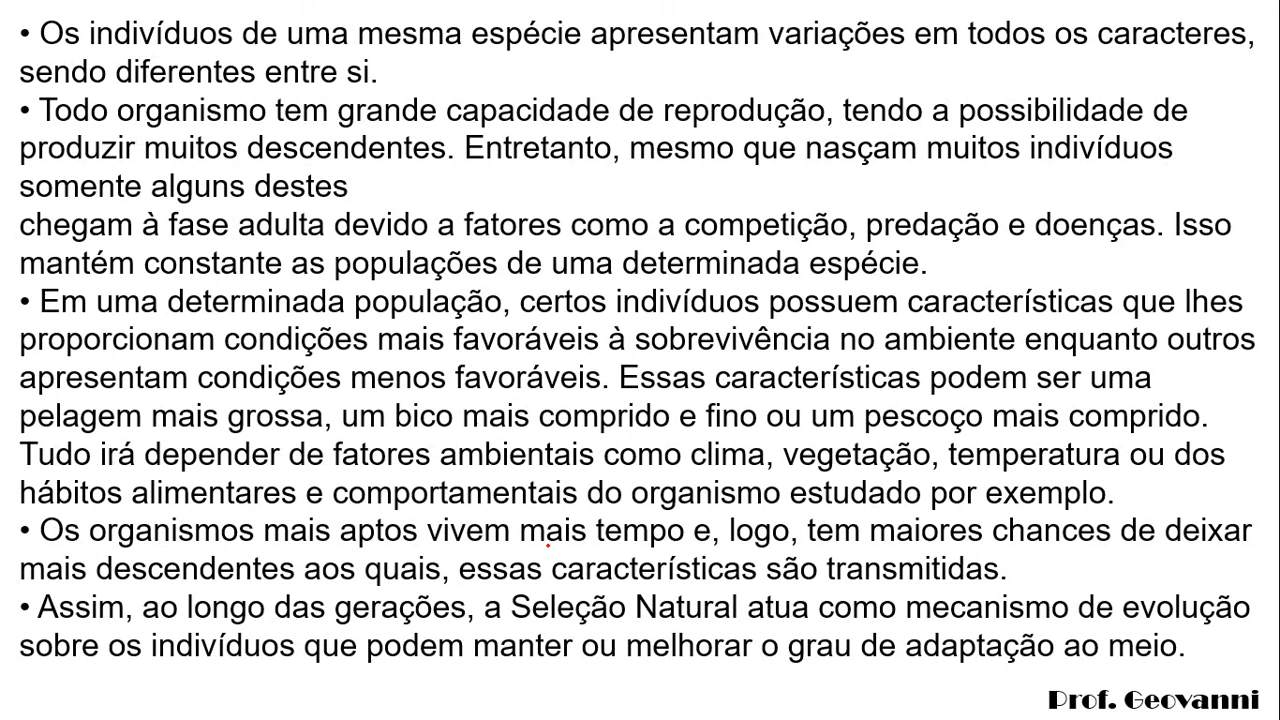 • Os indivíduos de uma mesma espécie apresentam variações em todos os caracteres,
sendo diferentes entre si.
• Todo organismo tem grande capacidade de reprodução, tendo a possibilidade de
produzir muitos descendentes. Entretanto, mesmo que nasçam muitos indivíduos
somente alguns destes
chegam à fase adulta devido a fatores como a competição, predação e doenças. Isso
mantém constante as populações de uma determinada espécie.
• Em uma determinada população, certos indivíduos possuem características que lhes
proporcionam condições mais favoráveis à sobrevivência no ambiente enquanto outros
apresentam condições menos favoráveis. Essas características podem ser uma
pelagem mais grossa, um bico mais comprido e fino ou um pescoço mais comprido.
Tudo irá depender de fatores ambientais como clima, vegetação, temperatura ou dos
hábitos alimentares e comportamentais do organismo estudado por exemplo.
• Os organismos mais aptos vivem mais tempo e, logo, tem maiores chances de deixar
mais descendentes aos quais, essas características são transmitidas.
• Assim, ao longo das gerações, a Seleção Natural atua como mecanismo de evolução
sobre os indivíduos que podem manter ou melhorar o grau de adaptação ao meio.
Prof. Geovanni